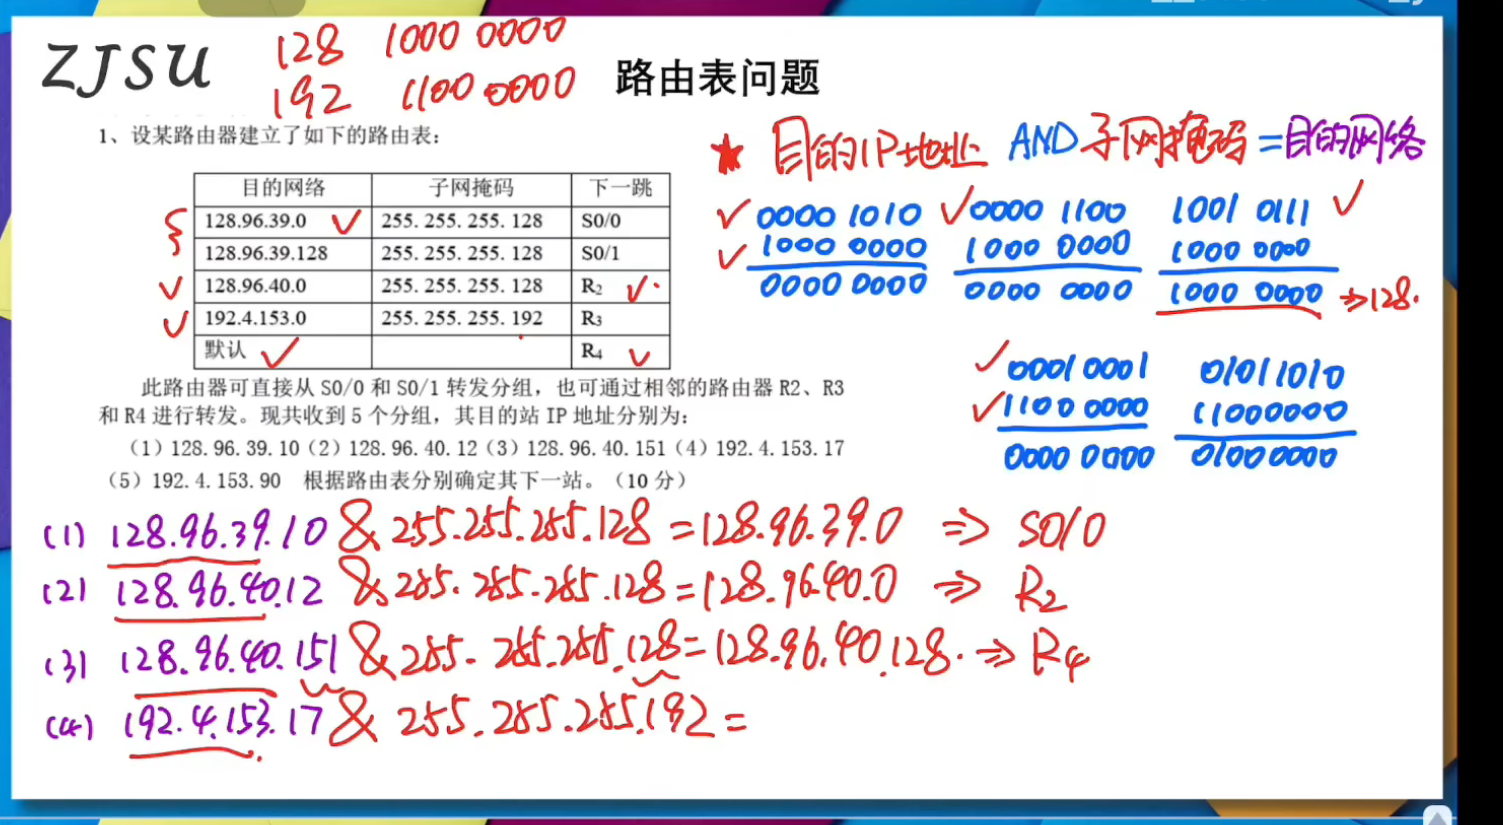 ZJSU
128 1000 0000
192 1100 0000
路由表问题
1、设某路由器建立了如下的路由表：
目的网络 子网掩码 下一跳
128.96.39.0 255.255.255.128 S0/0
128.96.39.128 255.255.255.128 S0/1
128.96.40.0 255.255.255.128 R2
192.4.153.0 255.255.255.192 R3
默认 R4
此路由器可直接从 S0/0 和 S0/1 转发分组，也可通过相邻的路由器 R2、R3
和 R4 进行转发。现共收到 5 个分组，其目的站 IP 地址分别为：
（1）128.96.39.10（2）128.96.40.12（3）128.96.40.151（4）192.4.153.17
（5）192.4.153.90 根据路由表分别确定其下一站。（10 分）
★ 目的IP地址 AND 子网掩码 = 目的网络
0000 1010 0000 1100 1001 0111
1000 0000 1000 0000 1000 0000
0000 0000 0000 0000 1000 0000 ⇒128.
0001 0001 01011010
1100 0000 11000000
0000 0000 01000000
(1) 128.96.39.10 & 255.255.255.128 = 128.96.39.0 ⇒ S0/0
(2) 128.96.40.12 & 255.255.255.128 = 128.96.40.0 ⇒ R2
(3) 128.96.40.151 & 255.255.255.128 = 128.96.40.128. ⇒ R4
(4) 192.4.153.17 & 255.255.255.192 =